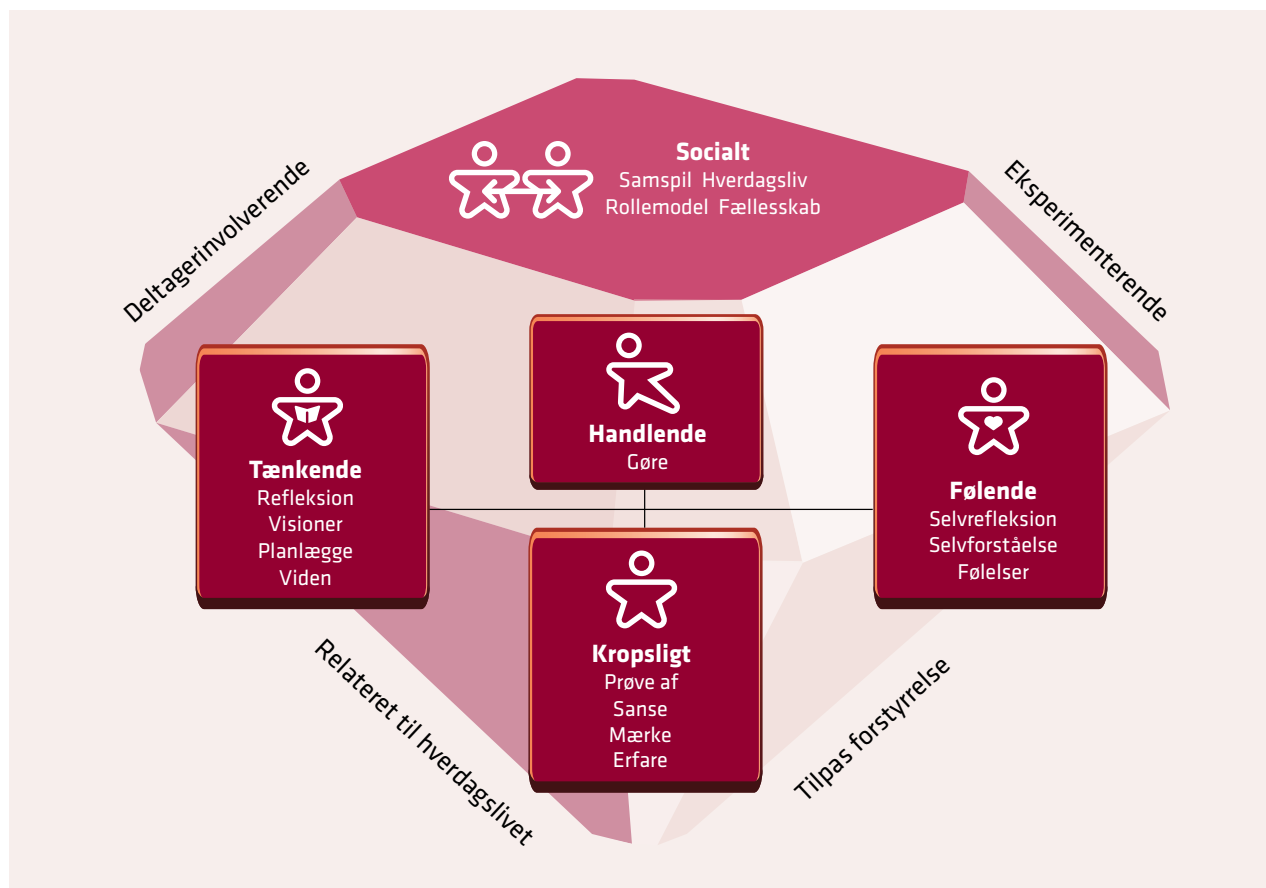 Socialt
Samspil Hverdagsliv
Rollemodel Fællesskab
Deltagerinvolverende
Eksperimenterende
Tænkende
Refleksion
Visioner
Planlægge
Viden
Handlende
Gøre
Følende
Selvrefleksion
Selvforståelse
Følelser
Kropsligt
Prøve af
Sanse
Mærke
Erfare
Relateret til hverdagslivet
Tilpas forstyrrelse